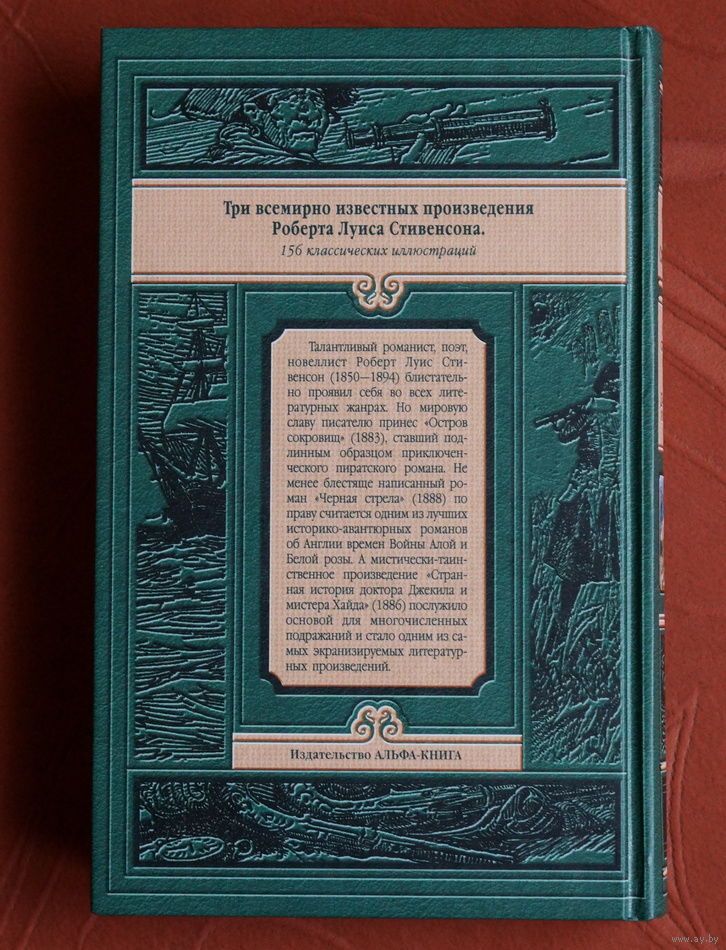 Три всемирно известных произведения
Роберта Луиса Стивенсона.
156 классических иллюстраций
Талантливый романист, поэт,
новеллист Роберт Луис Сти-
венсон (1850—1894) блистатель-
но проявил себя во всех лите-
ратурных жанрах. Но мировую
славу писателю принес «Остров
сокровищ» (1883), ставший под-
линным образцом приключен-
ческого пиратского романа. Не
менее блестяще написанный ро-
ман «Черная стрела» (1888) по
праву считается одним из лучших
историко-авантюрных романов
об Англии времен Войны Алой и
Белой розы. А мистически-таин-
ственное произведение «Стран-
ная история доктора Джекила и
мистера Хайда» (1886) послужило
основой для многочисленных
подражаний и стало одним из са-
мых экранизируемых литератур-
ных произведений.
Издательство АЛЬФА-КНИГА
www.ay.by